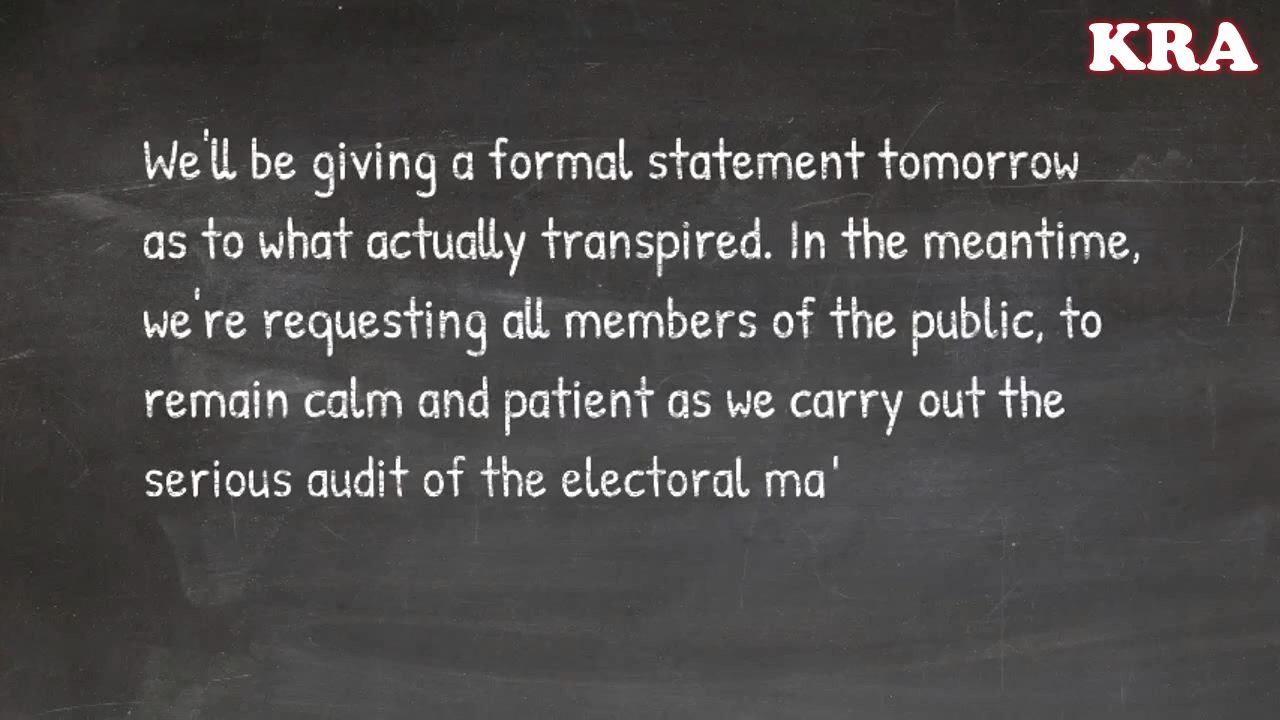 KRA
We'll be giving a formal statement tomorrow
as to what actually transpired. In the meantime,
we're requesting all members of the public, to
remain calm and patient as we carry out the
serious audit of the electoral ma'